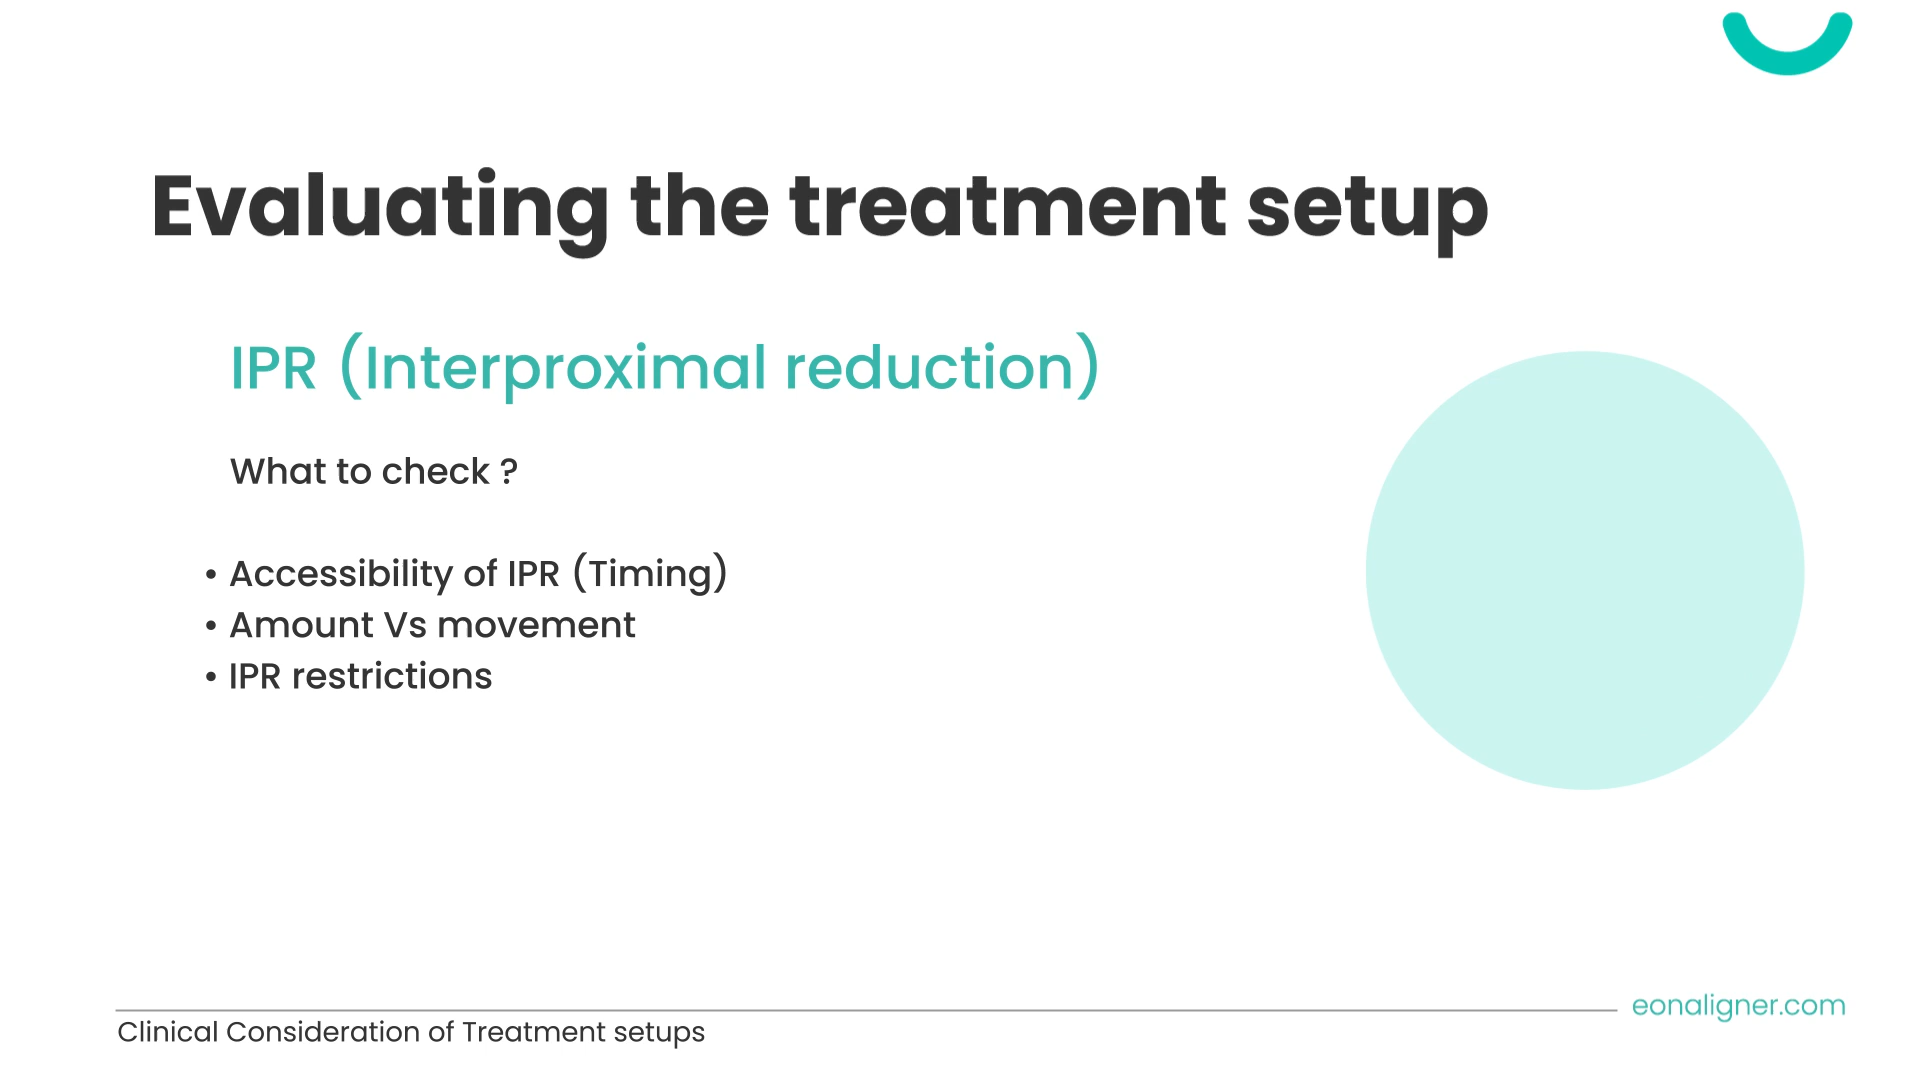 Evaluating the treatment setup
IPR (Interproximal reduction)
What to check ?
• Accessibility of IPR (Timing)
• Amount Vs movement
• IPR restrictions
eonaligner.com
Clinical Consideration of Treatment setups